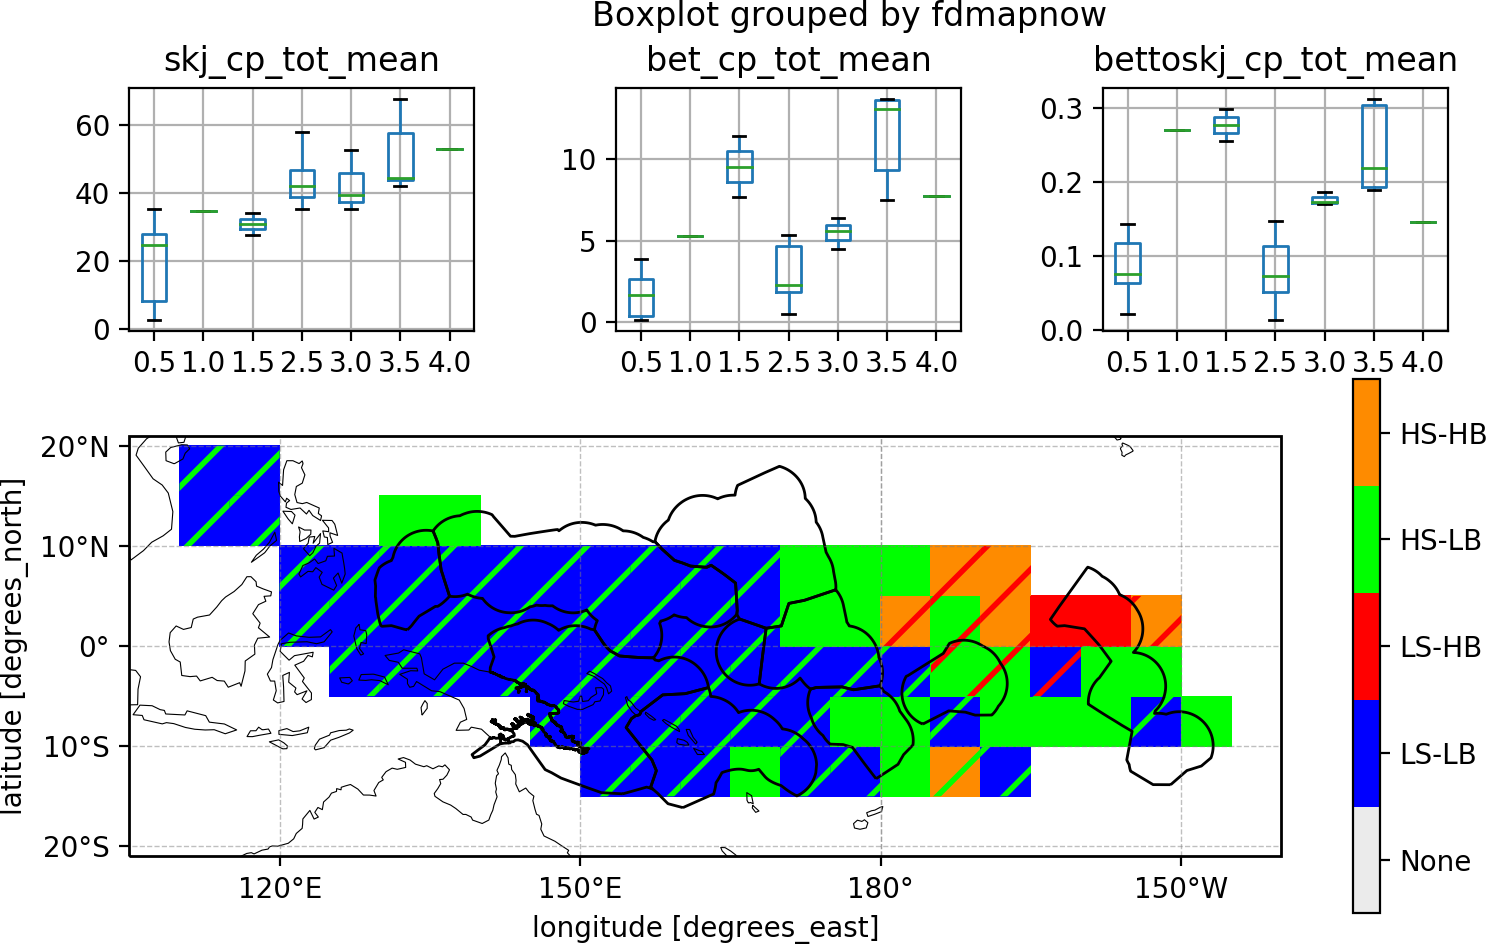 Boxplot grouped by fdmapnow
skj_cp_tot_mean
bet_cp_tot_mean
bettoskj_cp_tot_mean
60
40
20
0
0.5 1.0 1.5 2.5 3.0 3.5 4.0
10
5
0
0.5 1.0 1.5 2.5 3.0 3.5 4.0
0.3
0.2
0.1
0.0
0.5 1.0 1.5 2.5 3.0 3.5 4.0
latitude [degrees_north]
20°N
10°N
0°
10°S
20°S
120°E
150°E
180°
150°W
longitude [degrees_east]
HS-HB
HS-LB
LS-HB
LS-LB
None